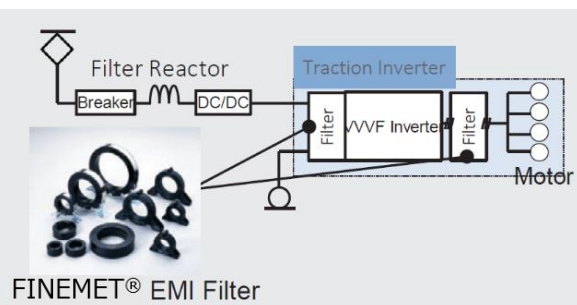 Filter Reactor
Traction Inverter
Breaker
DC/DC
Filter
VVVF Inverter
Filter
Motor
FINEMET® EMI Filter